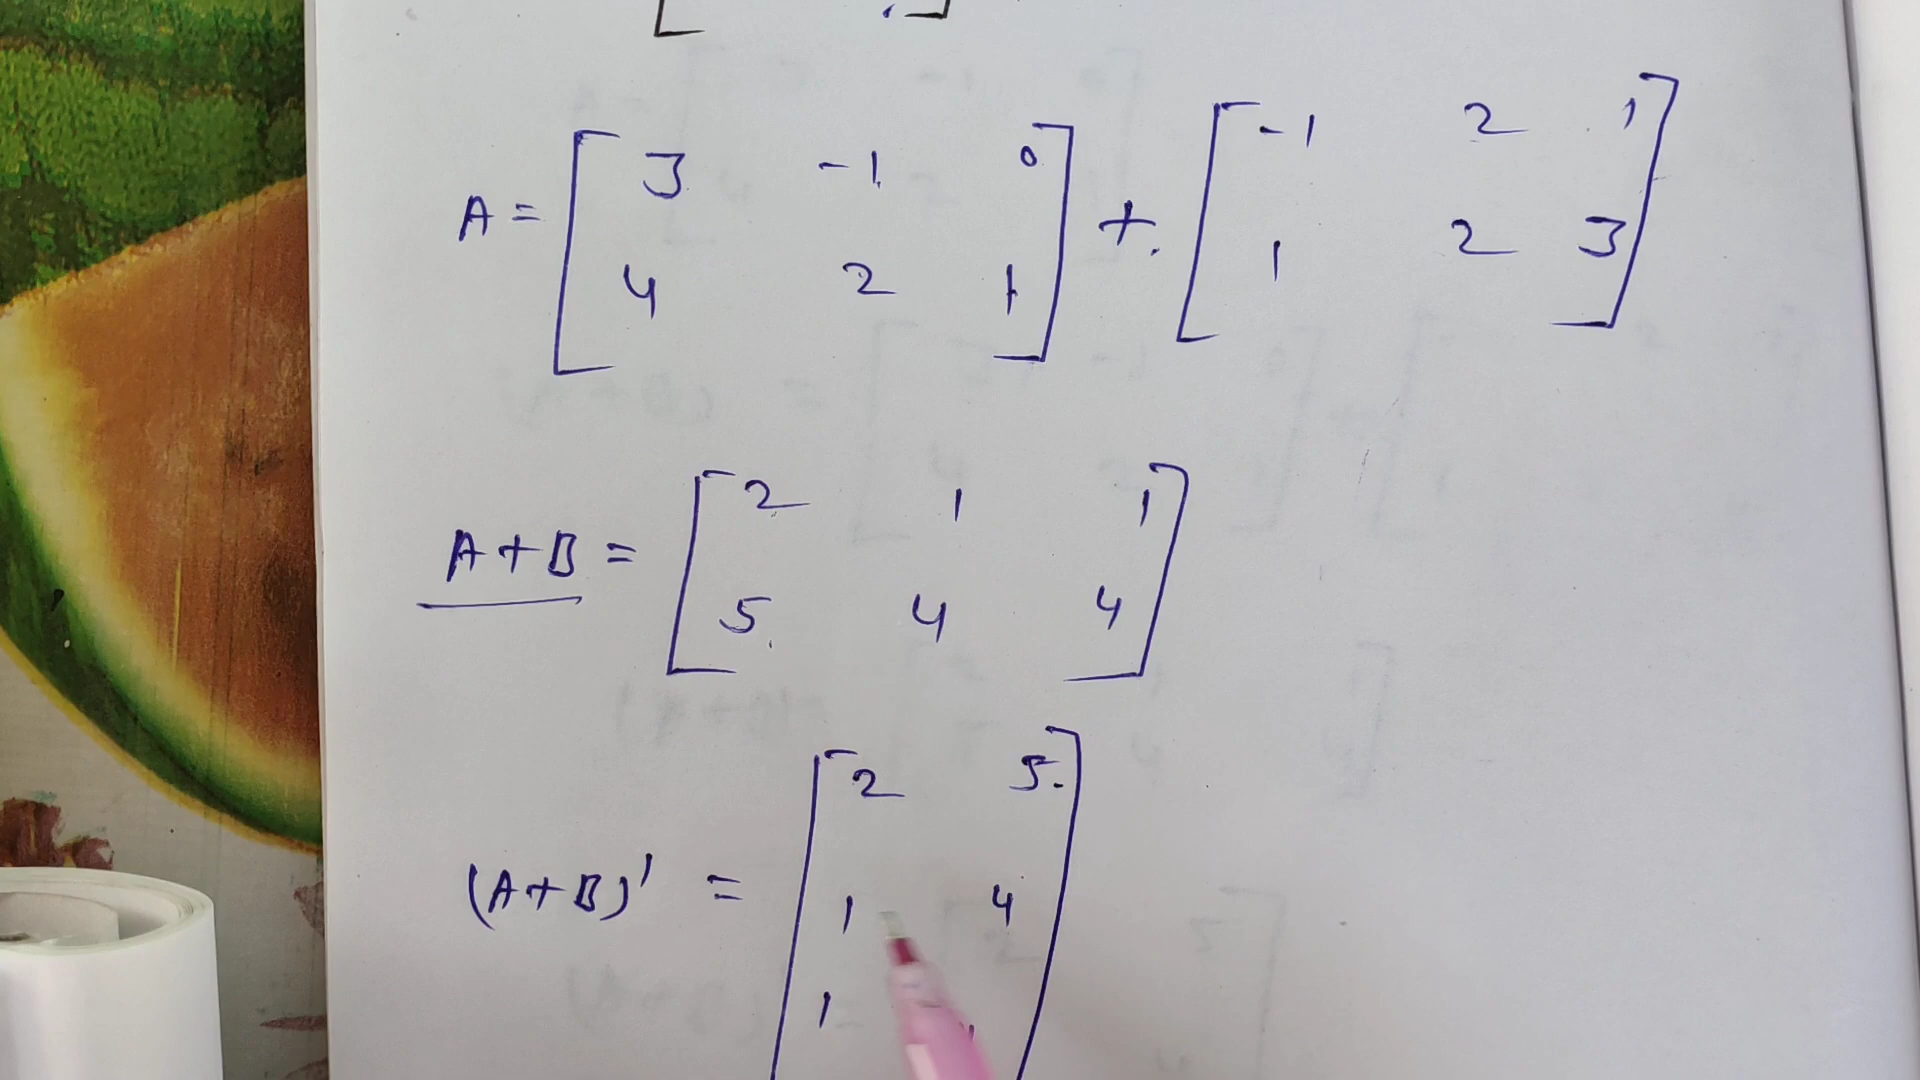 A = [ 3 -1 0 ] +. [ -1 2 1 ]
[ 4 2 1 ] [ 1 2 3 ]
A+B = [ 2 1 1 ]
[ 5. 4 4 ]
(A+B)' = [ 2 5. ]
[ 1 4 ]
[ 1